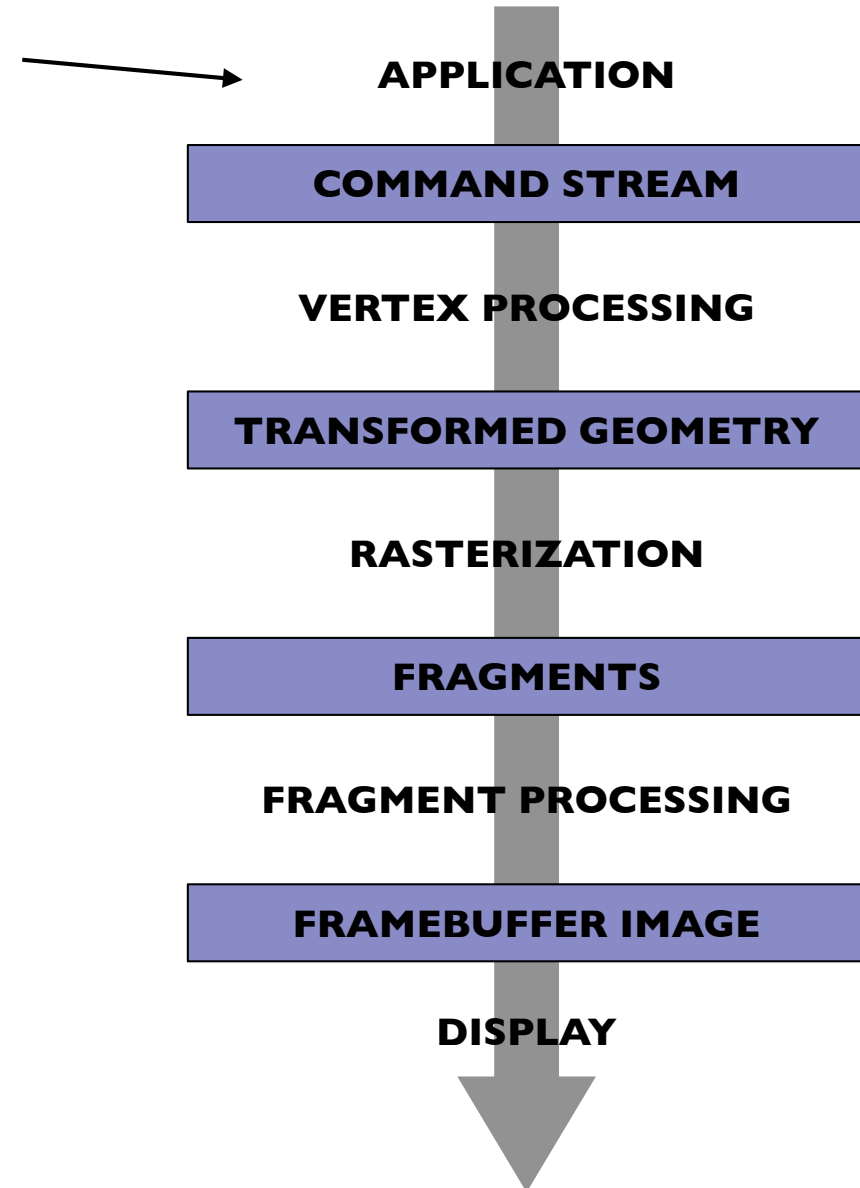 APPLICATION
COMMAND STREAM
VERTEX PROCESSING
TRANSFORMED GEOMETRY
RASTERIZATION
FRAGMENTS
FRAGMENT PROCESSING
FRAMEBUFFER IMAGE
DISPLAY